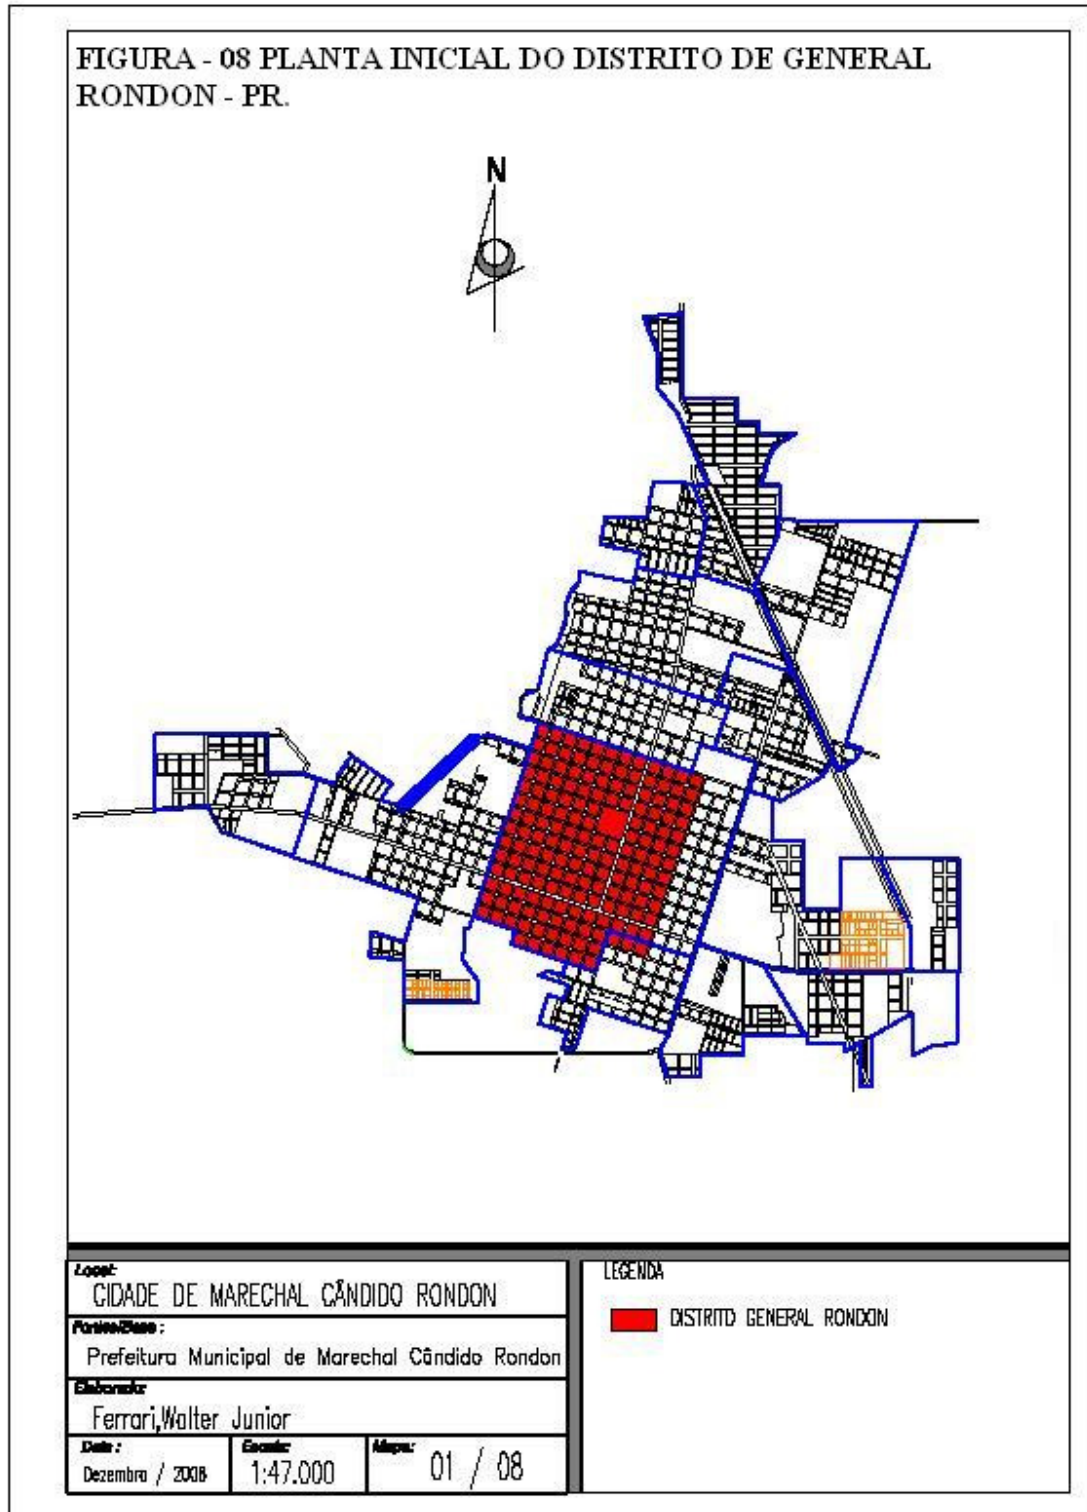 FIGURA - 08 PLANTA INICIAL DO DISTRITO DE GENERAL
RONDON - PR.
N
Local:
CIDADE DE MARECHAL CÂNDIDO RONDON
Fontes/Base :
Prefeitura Municipal de Marechal Cândido Rondon
Elaborado:
Ferrari,Walter Junior
Data :
Dezembro / 2008
Escala:
1:47.000
Mapa:
01 / 08
LEGENDA
DISTRITO GENERAL RONDON